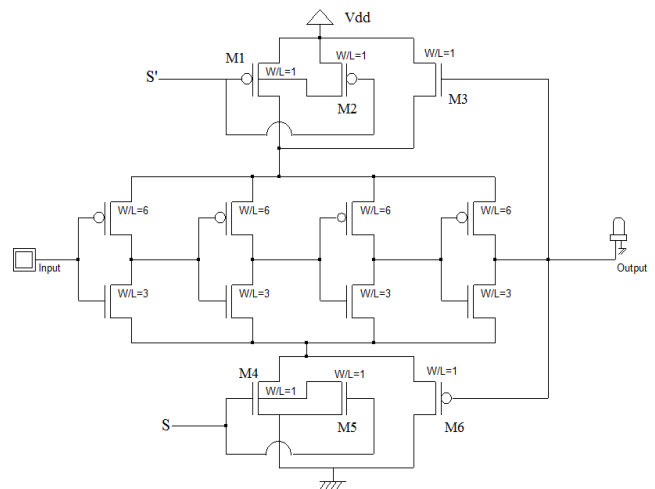 Vdd
M1
W/L=1
W/L=1
S'
W/L=1
M2
M3
W/L=6
W/L=6
W/L=6
W/L=6
Input
Output
W/L=3
W/L=3
W/L=3
W/L=3
M4
W/L=1
W/L=1
W/L=1
S
M5
M6